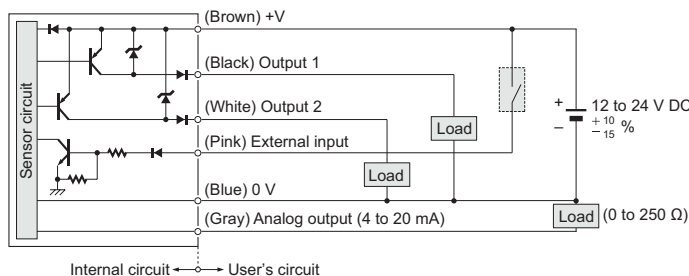 (Brown) +V
(Black) Output 1
(White) Output 2
(Pink) External input
(Blue) 0 V
(Gray) Analog output (4 to 20 mA)
Sensor circuit
Load
Load
Load
+
−
12 to 24 V DC
+10
−15 %
(0 to 250 Ω)
Internal circuit
User's circuit